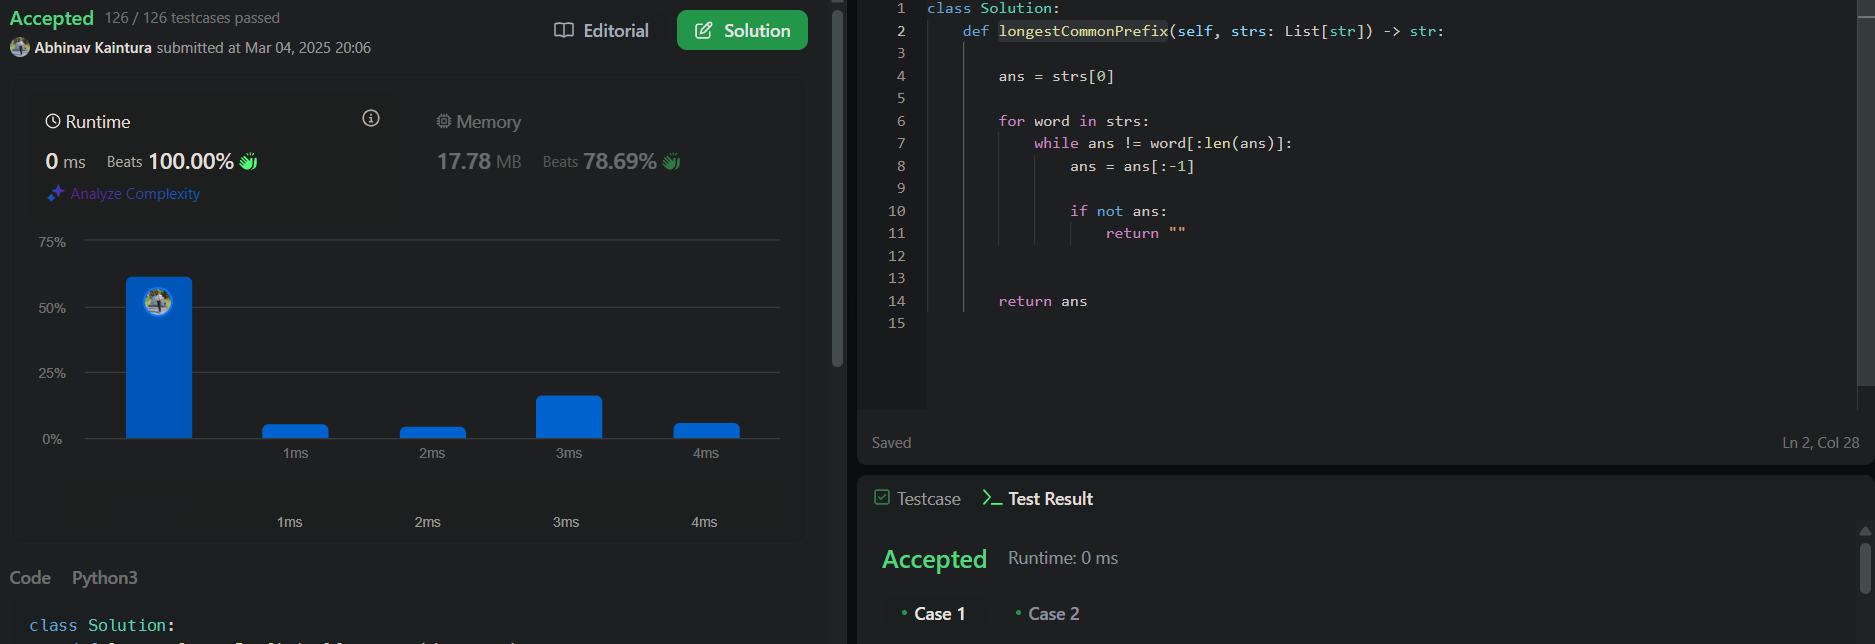 Accepted 126 / 126 testcases passed
Abhinav Kaintura submitted at Mar 04, 2025 20:06
Editorial
Solution
Runtime
0 ms Beats 100.00%
Analyze Complexity
Memory
17.78 MB Beats 78.69%
75%
50%
25%
0%
1ms 2ms 3ms 4ms
1ms 2ms 3ms 4ms
Code Python3
class Solution:
1 class Solution:
2 def longestCommonPrefix(self, strs: List[str]) -> str:
3
4 ans = strs[0]
5
6 for word in strs:
7 while ans != word[:len(ans)]:
8 ans = ans[:-1]
9
10 if not ans:
11 return ""
12
13
14 return ans
15
Saved Ln 2, Col 28
Testcase Test Result
Accepted Runtime: 0 ms
Case 1 Case 2